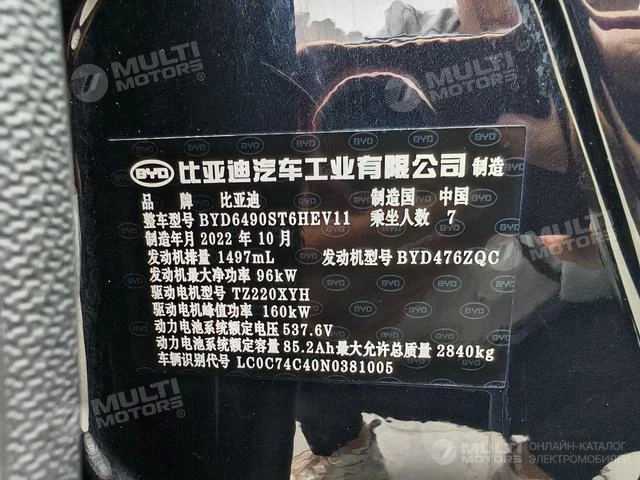 MULTI MOTORS
MULTI MOTORS
BYD 比亚迪汽车工业有限公司 制造
品 牌 比亚迪 制造国 中国
整车型号 BYD6490ST6HEV11 乘坐人数 7
制造年月 2022 年 10 月
发动机排量 1497mL 发动机型号 BYD476ZQC
发动机最大净功率 96kW
驱动电机型号 TZ220XYH
驱动电机峰值功率 160kW
动力电池系统额定电压 537.6V
动力电池系统额定容量 85.2Ah 最大允许总质量 2840kg
车辆识别代号 LC0C74C40N0381005
MULTI MOTORS
MULTI MOTORS
ОНЛАЙН-КАТАЛОГ
ЭЛЕКТРОМОБИЛЕЙ